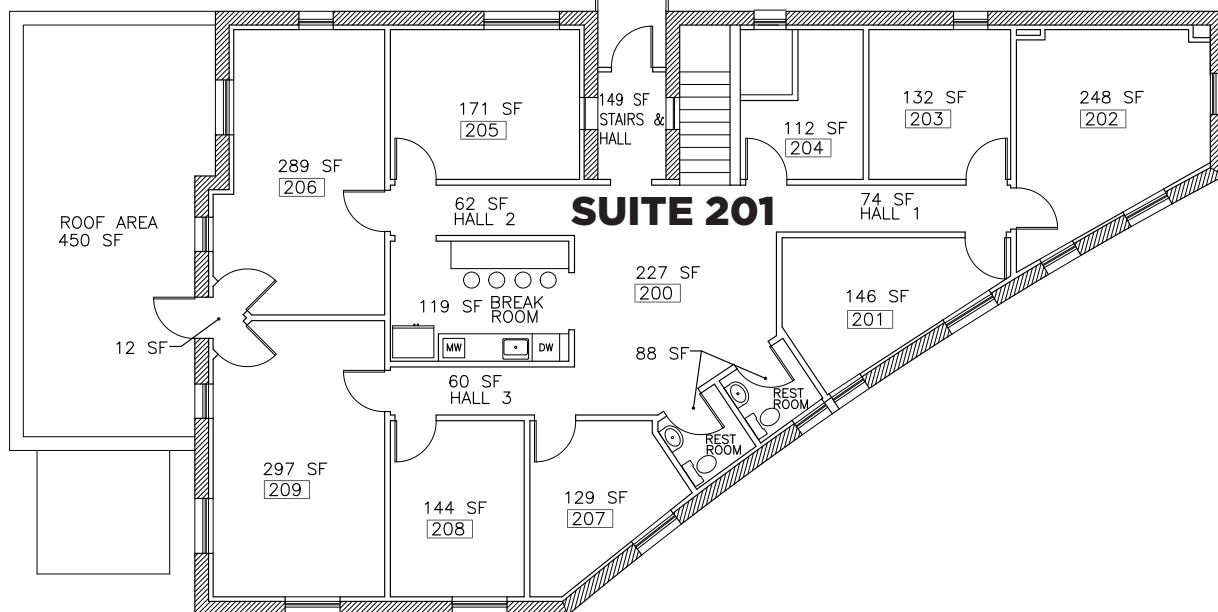 171 SF
205
149 SF
STAIRS &
HALL
112 SF
204
132 SF
203
248 SF
202
289 SF
206
ROOF AREA
450 SF
62 SF
HALL 2
SUITE 201
74 SF
HALL 1
227 SF
200
119 SF
BREAK
ROOM
146 SF
201
12 SF
MW
DW
88 SF
60 SF
HALL 3
REST
ROOM
REST
ROOM
297 SF
209
144 SF
208
129 SF
207